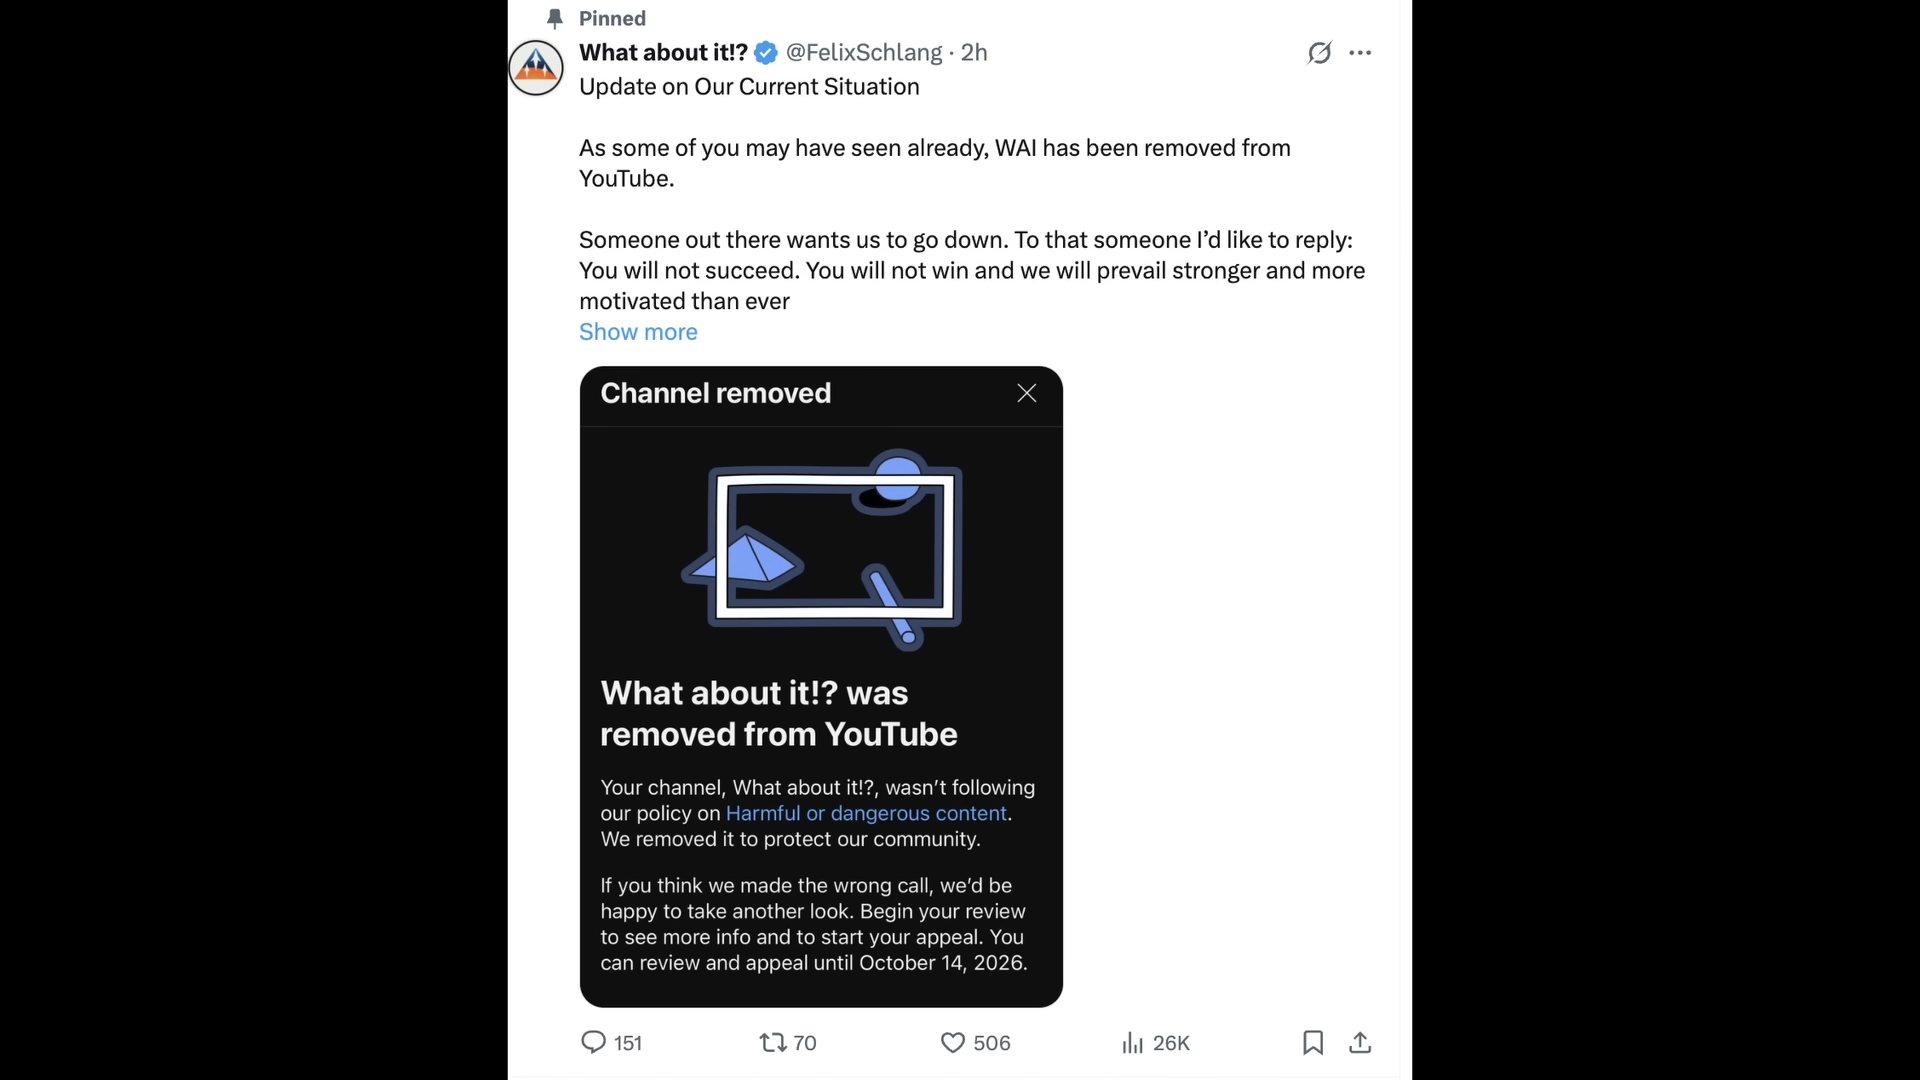 Pinned
What about it!? @FelixSchlang · 2h
Update on Our Current Situation
As some of you may have seen already, WAI has been removed from
YouTube.
Someone out there wants us to go down. To that someone I’d like to reply:
You will not succeed. You will not win and we will prevail stronger and more
motivated than ever
Show more
Channel removed
What about it!? was
removed from YouTube
Your channel, What about it!?, wasn’t following
our policy on Harmful or dangerous content.
We removed it to protect our community.
If you think we made the wrong call, we’d be
happy to take another look. Begin your review
to see more info and to start your appeal. You
can review and appeal until October 14, 2026.
151 70 506 26K